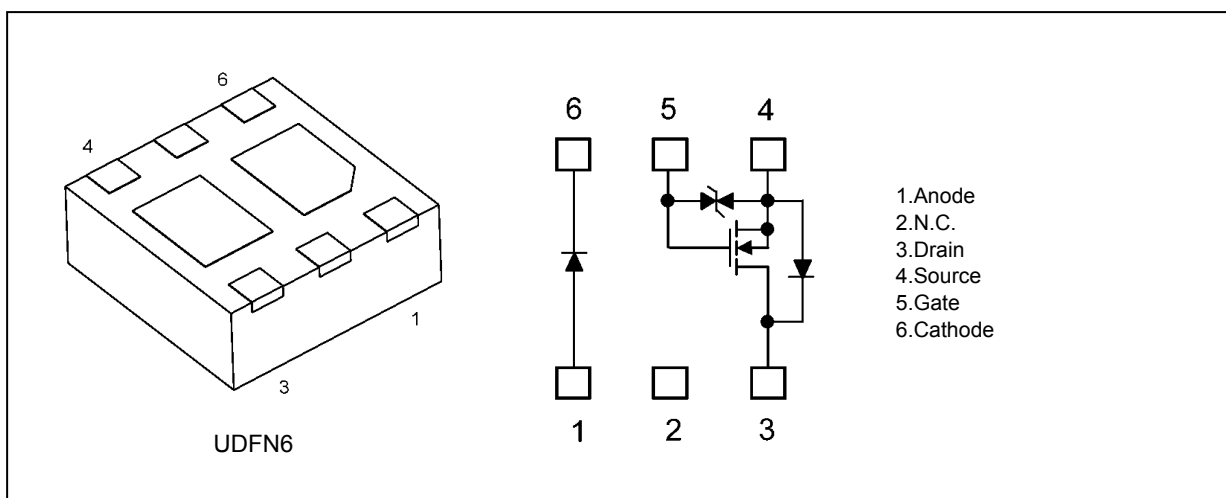 6
4
1
3
UDFN6
6 5 4
1 2 3
1.Anode
2.N.C.
3.Drain
4.Source
5.Gate
6.Cathode